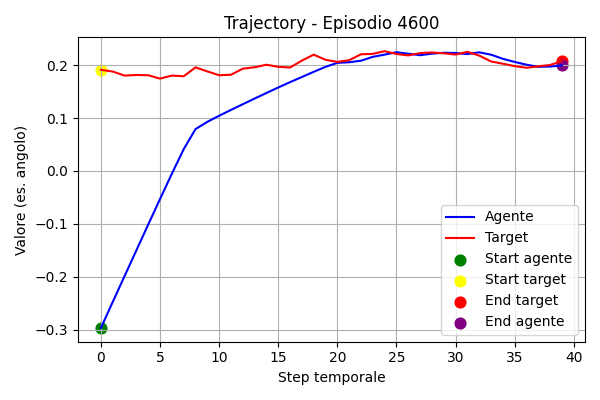 Trajectory - Episodio 4600
Valore (es. angolo)
0.2
0.1
0.0
−0.1
−0.2
−0.3
Agente
Target
Start agente
Start target
End target
End agente
0 5 10 15 20 25 30 35 40
Step temporale